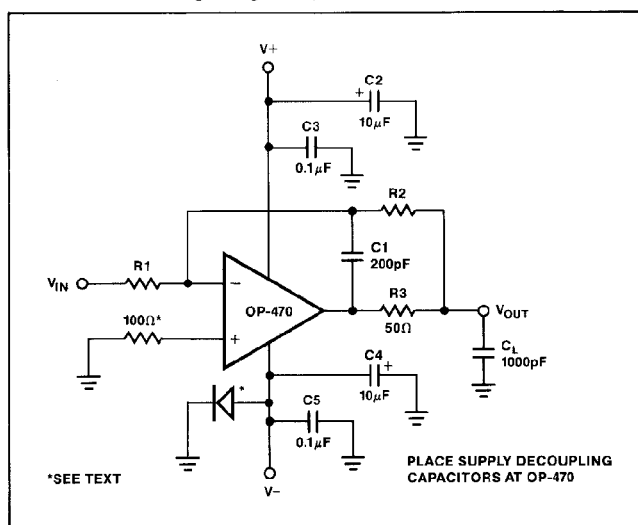 V+
C2
+
10µF
C3
0.1µF
R2
C1
200pF
R1
VIN
−
OP-470
+
R3
50Ω
VOUT
100Ω*
CL
1000pF
C4
+
10µF
*
C5
0.1µF
*SEE TEXT
V−
PLACE SUPPLY DECOUPLING
CAPACITORS AT OP-470